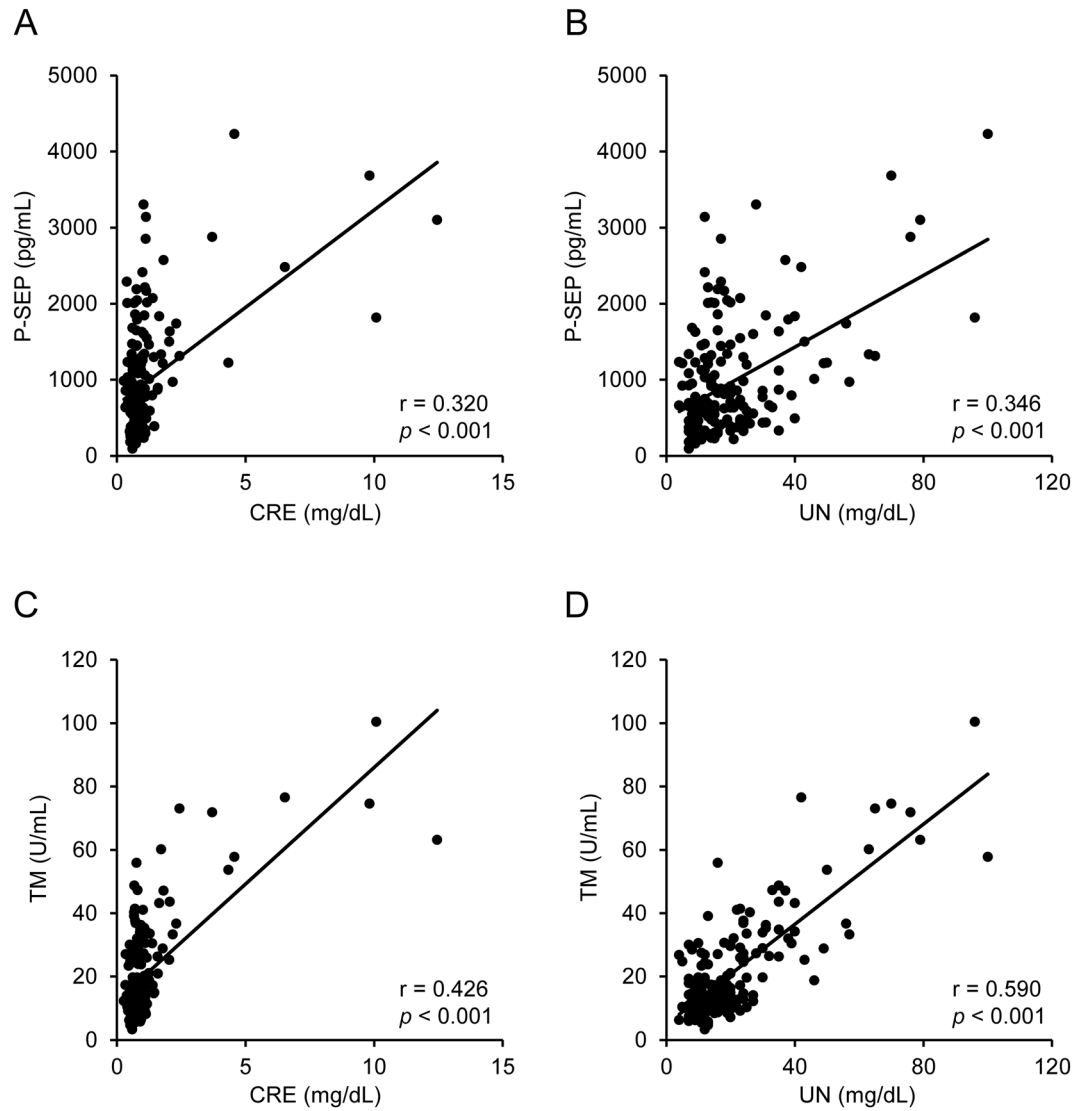 A
P-SEP (pg/mL)
5000
4000
3000
2000
1000
0
r = 0.320
p < 0.001
0 5 10 15
CRE (mg/dL)
B
P-SEP (pg/mL)
5000
4000
3000
2000
1000
0
r = 0.346
p < 0.001
0 40 80 120
UN (mg/dL)
C
TM (U/mL)
120
100
80
60
40
20
0
r = 0.426
p < 0.001
0 5 10 15
CRE (mg/dL)
D
TM (U/mL)
120
100
80
60
40
20
0
r = 0.590
p < 0.001
0 40 80 120
UN (mg/dL)